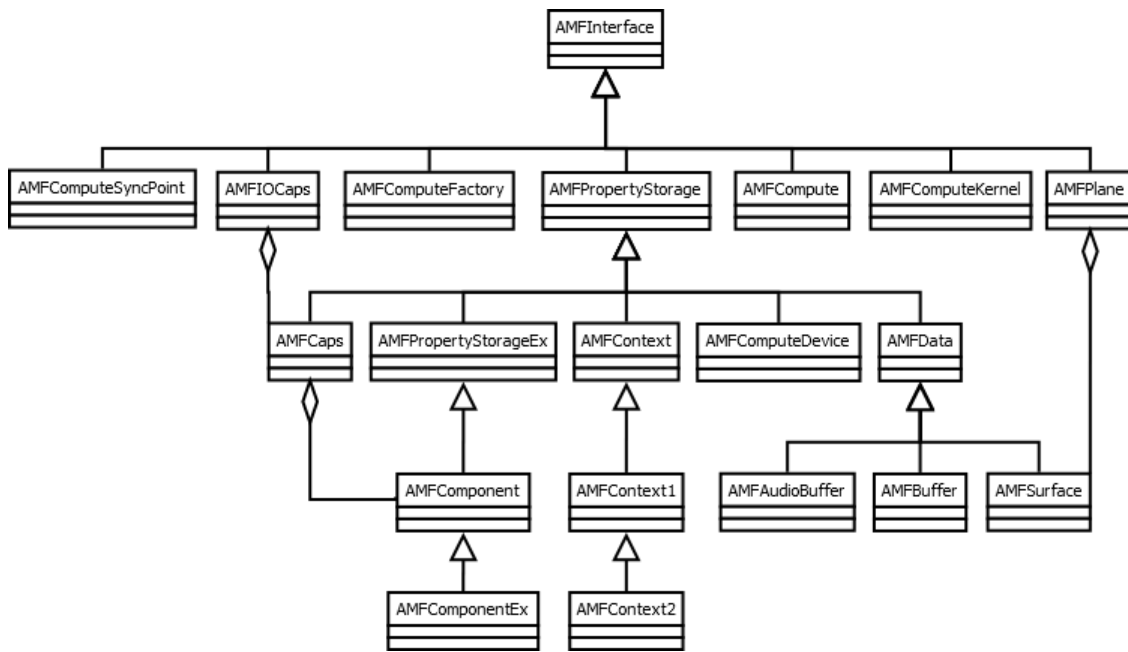 AMFInterface
AMFComputeSyncPoint
AMFIOCaps
AMFComputeFactory
AMFPropertyStorage
AMFCompute
AMFComputeKernel
AMFPlane
AMFCaps
AMFPropertyStorageEx
AMFContext
AMFComputeDevice
AMFData
AMFComponent
AMFContext1
AMFAudioBuffer
AMFBuffer
AMFSurface
AMFComponentEx
AMFContext2